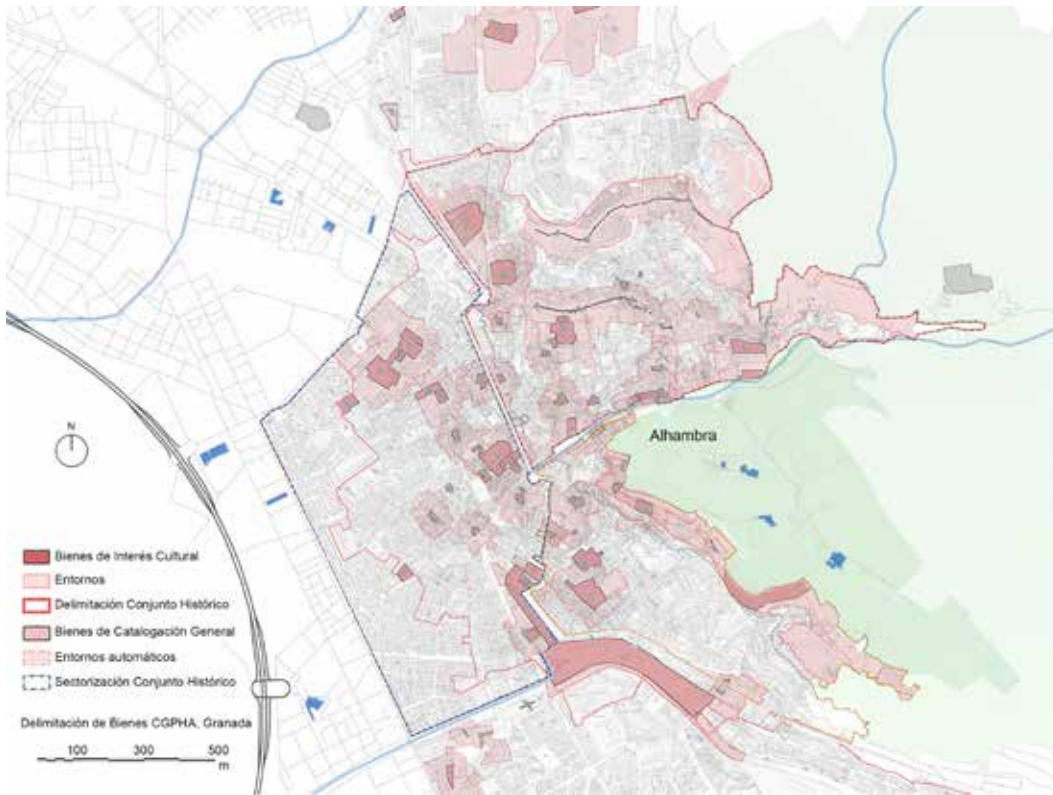 Alhambra
N
Bienes de Interés Cultural
Entornos
Delimitación Conjunto Histórico
Bienes de Catalogación General
Entornos automáticos
Sectorización Conjunto Histórico
Delimitación de Bienes CGPHA, Granada
100 300 500
m